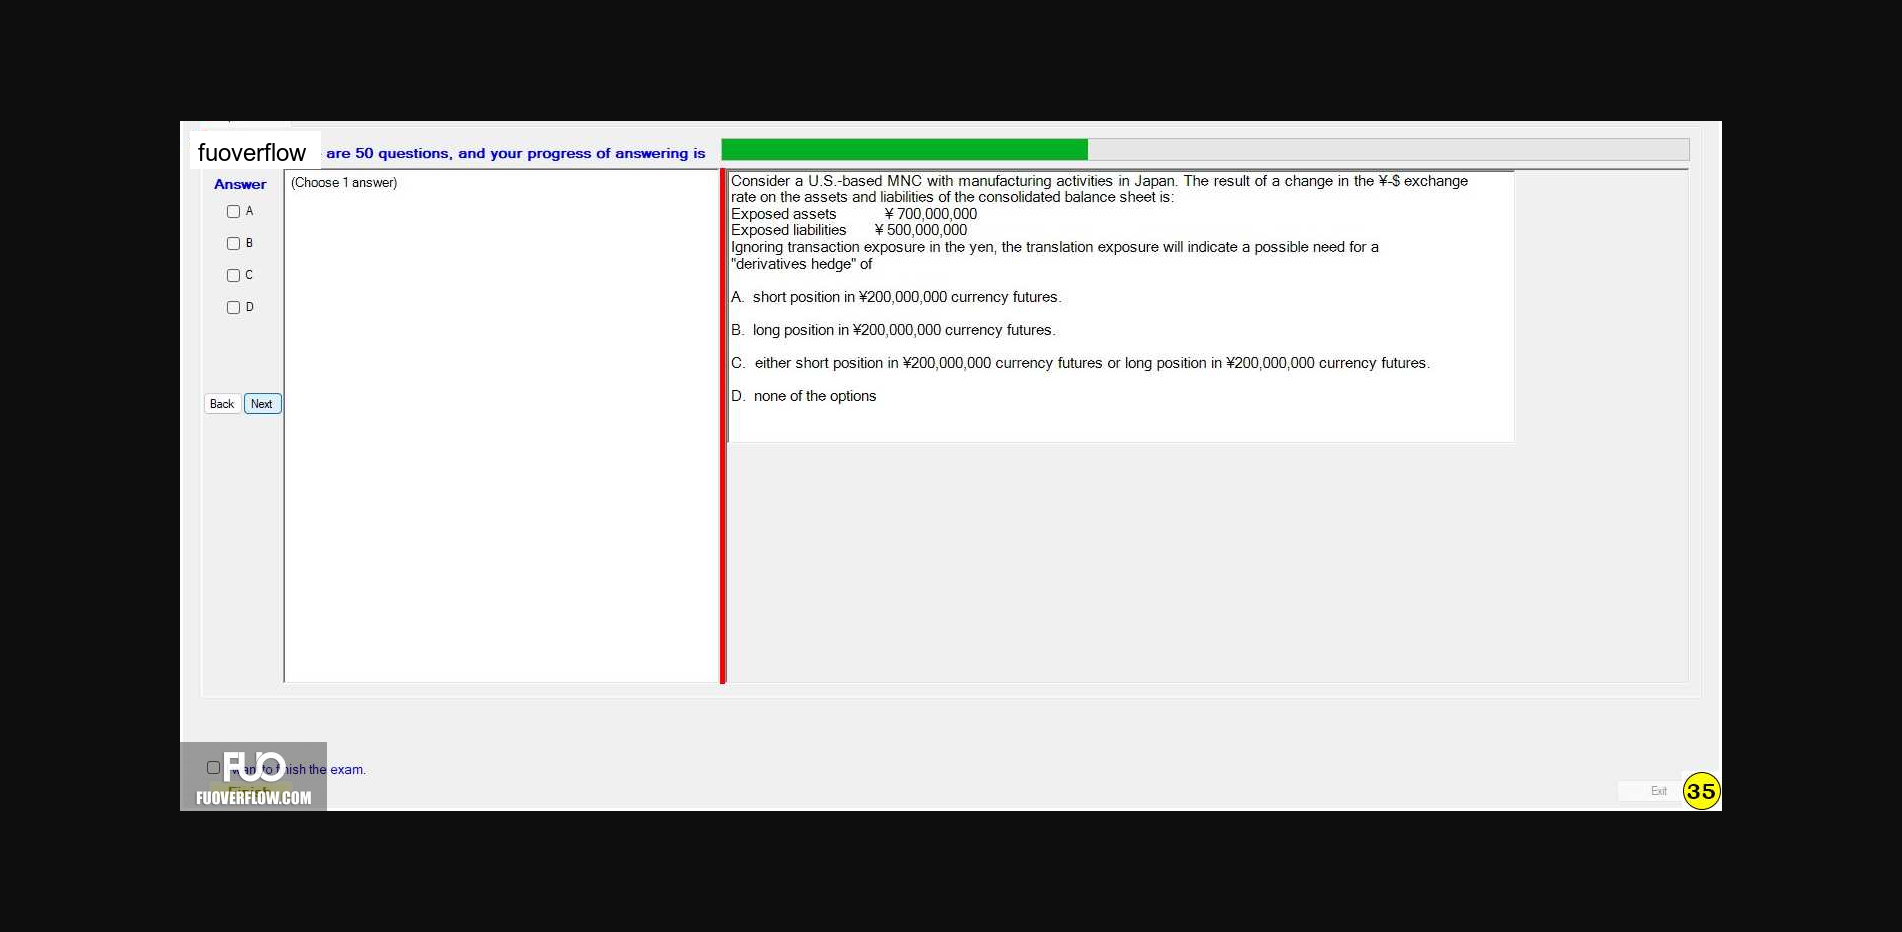 fuoverflow are 50 questions, and your progress of answering is
Answer
(Choose 1 answer)
A
B
C
D
Back Next
Consider a U.S.-based MNC with manufacturing activities in Japan. The result of a change in the ¥-$ exchange
rate on the assets and liabilities of the consolidated balance sheet is:
Exposed assets ¥ 700,000,000
Exposed liabilities ¥ 500,000,000
Ignoring transaction exposure in the yen, the translation exposure will indicate a possible need for a
"derivatives hedge" of
A. short position in ¥200,000,000 currency futures.
B. long position in ¥200,000,000 currency futures.
C. either short position in ¥200,000,000 currency futures or long position in ¥200,000,000 currency futures.
D. none of the options
FUO
want to finish the exam.
Finish
FUOVERFLOW.COM
Exit
35